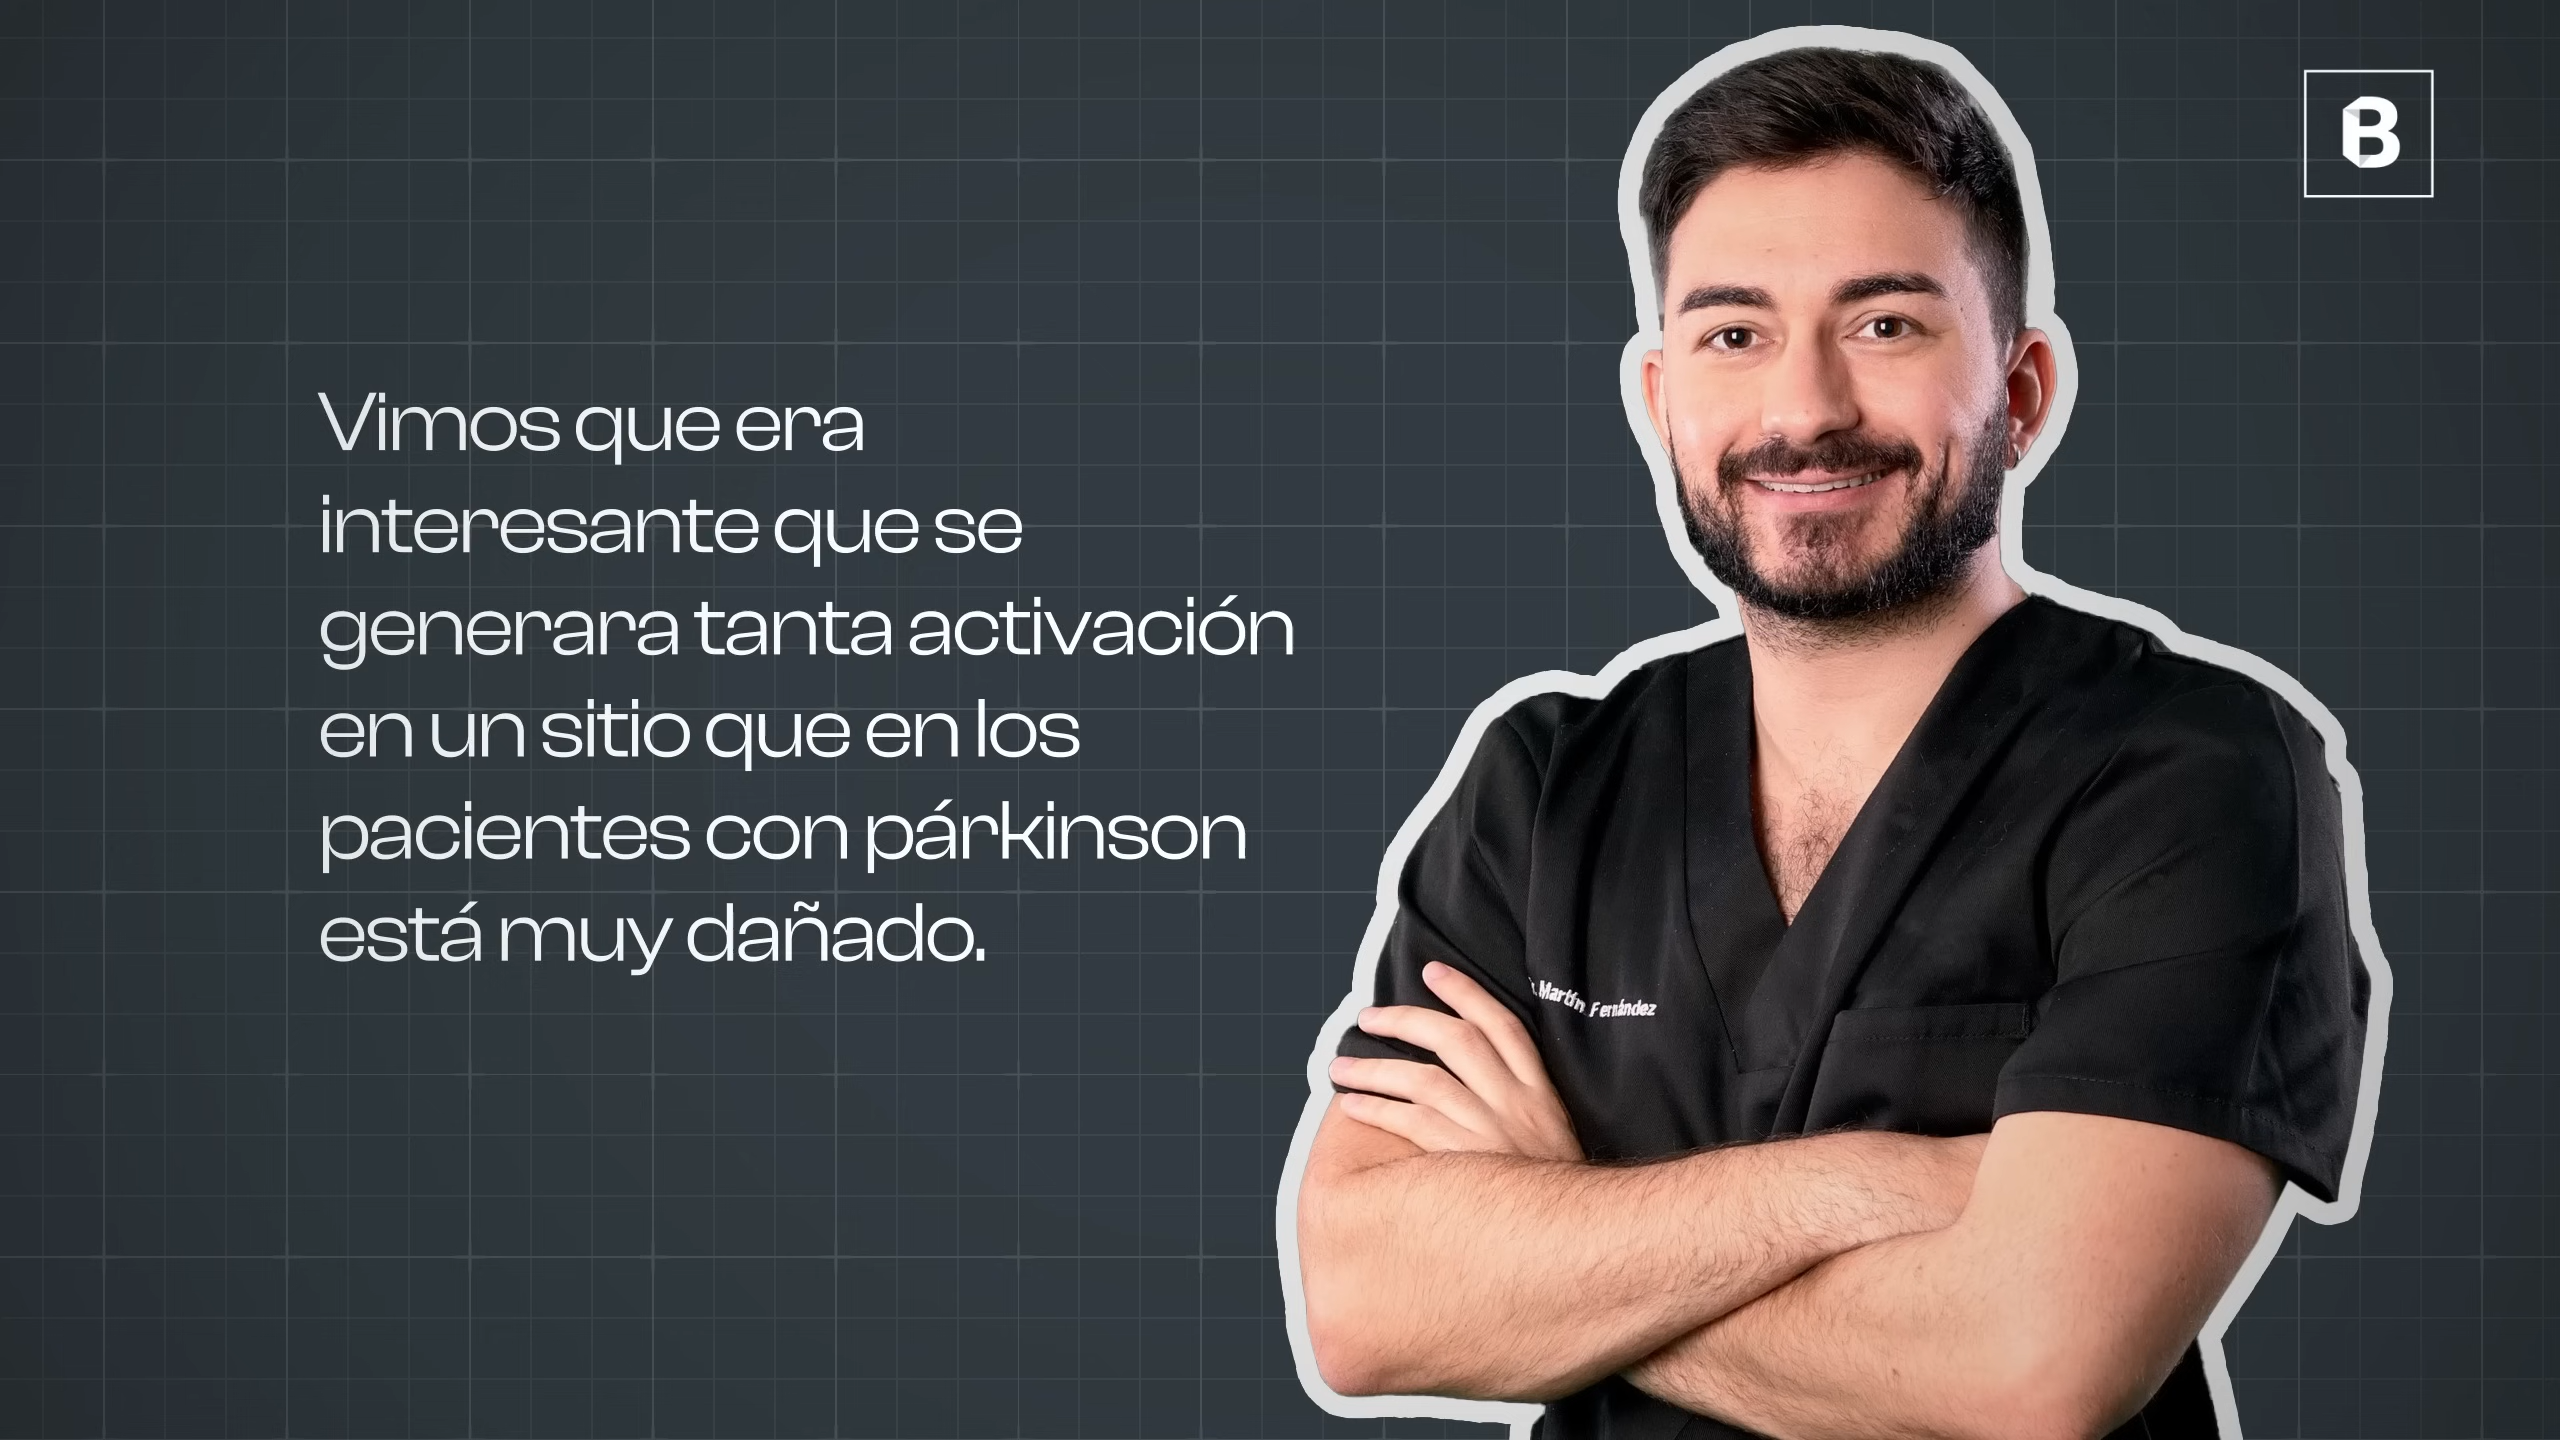 B
Vimos que era
interesante que se
generara tanta activación
en un sitio que en los
pacientes con párkinson
está muy dañado.
Martín Fernández